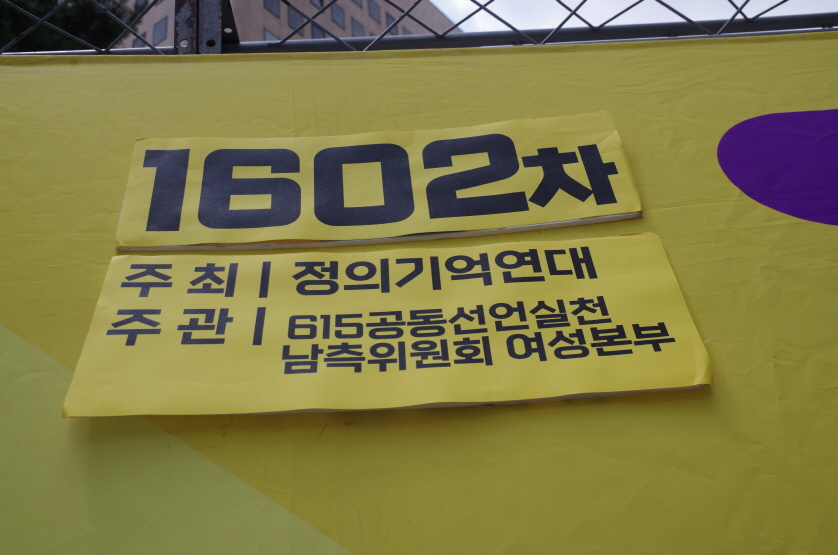 1602차
주최 | 정의기억연대
주관 | 615공동선언실천
남측위원회 여성본부